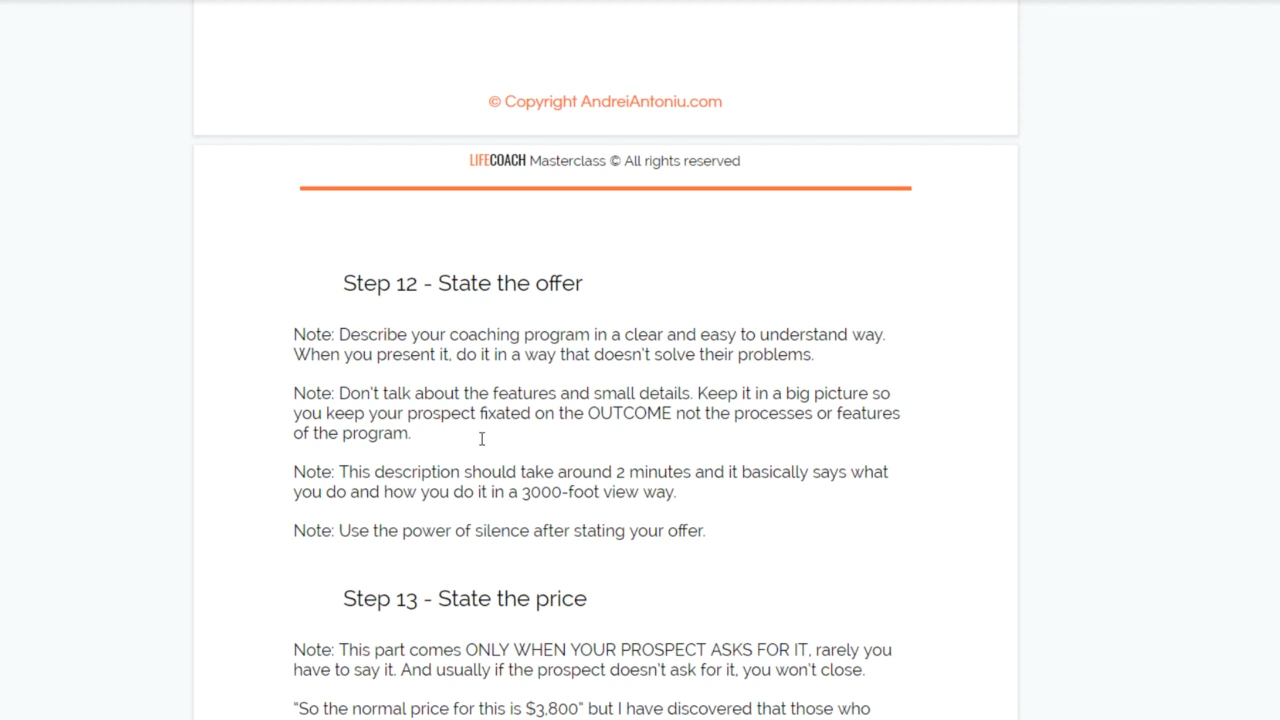 © Copyright AndreiAntoniu.com
LIFECOACH Masterclass © All rights reserved
Step 12 - State the offer
Note: Describe your coaching program in a clear and easy to understand way.
When you present it, do it in a way that doesn't solve their problems.
Note: Don't talk about the features and small details. Keep it in a big picture so
you keep your prospect fixated on the OUTCOME not the processes or features
of the program.
Note: This description should take around 2 minutes and it basically says what
you do and how you do it in a 3000-foot view way.
Note: Use the power of silence after stating your offer.
Step 13 - State the price
Note: This part comes ONLY WHEN YOUR PROSPECT ASKS FOR IT, rarely you
have to say it. And usually if the prospect doesn't ask for it, you won't close.
"So the normal price for this is $3,800" but I have discovered that those who